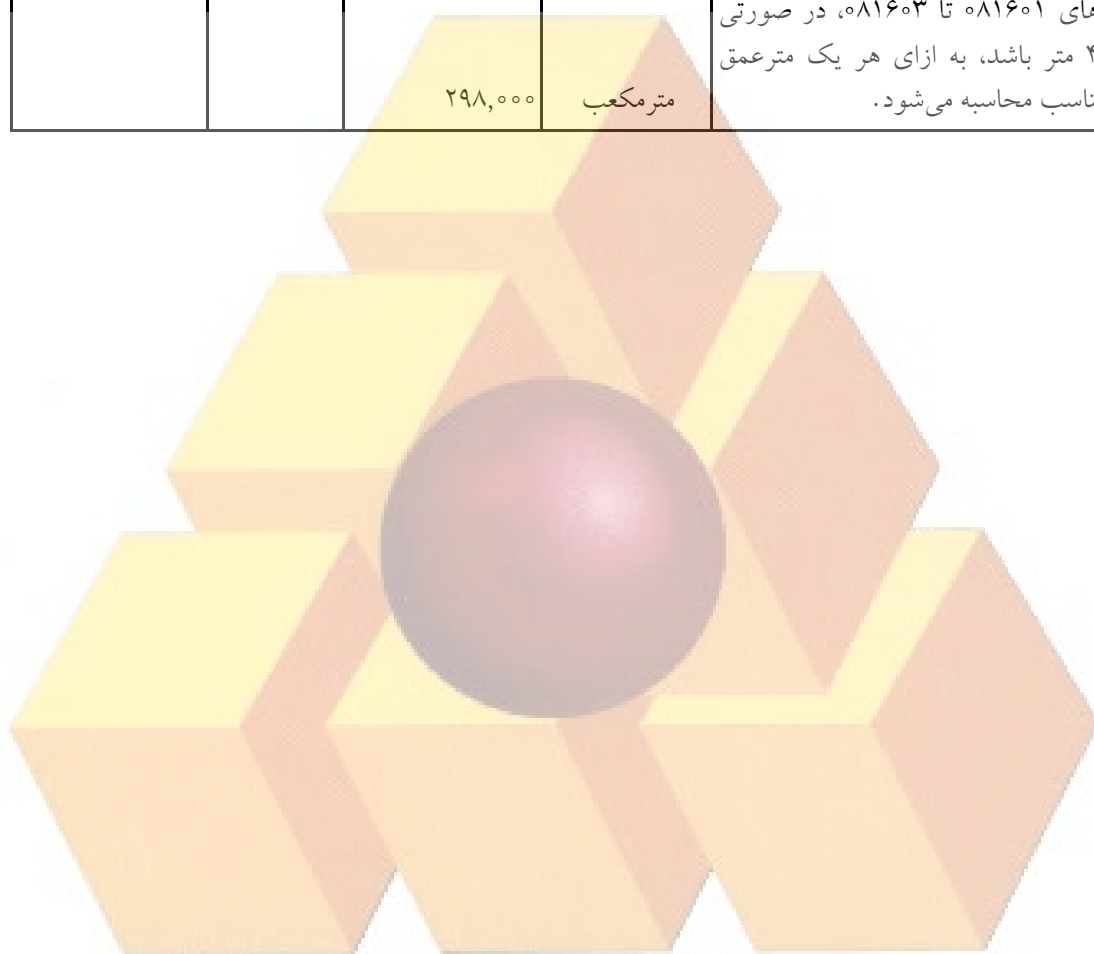 های ۰۸۱۶۰۱ تا ۰۸۱۶۰۳، در صورتی
۴ متر باشد، به ازای هر یک مترعمق
ناسب محاسبه می‌شود. مترمکعب ۲۹۸,۰۰۰